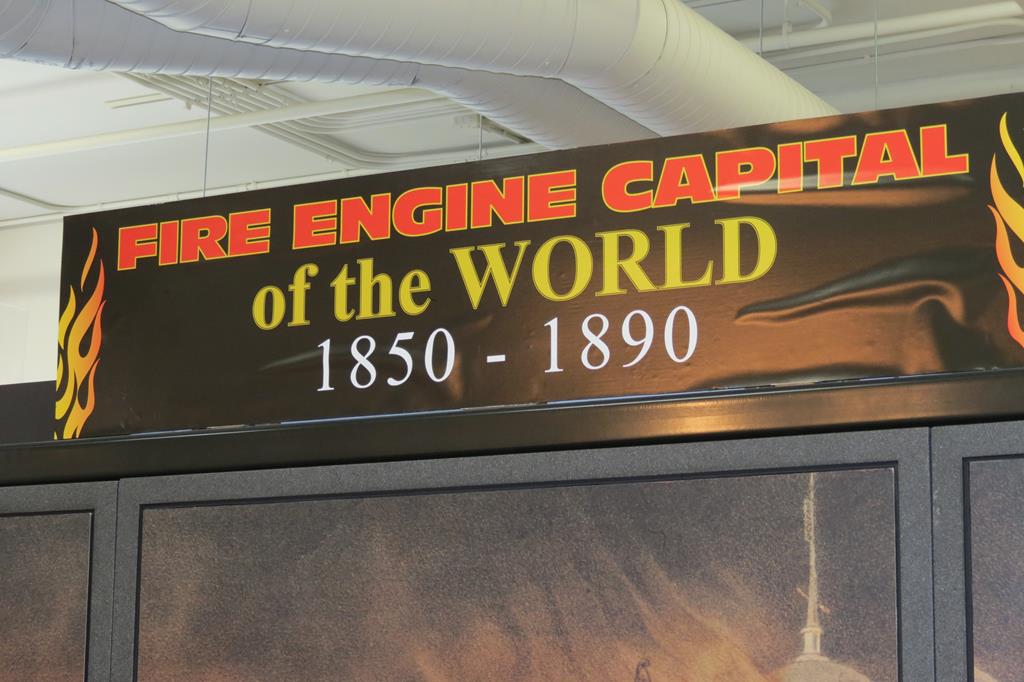 FIRE ENGINE CAPITAL
of the WORLD
1850 - 1890